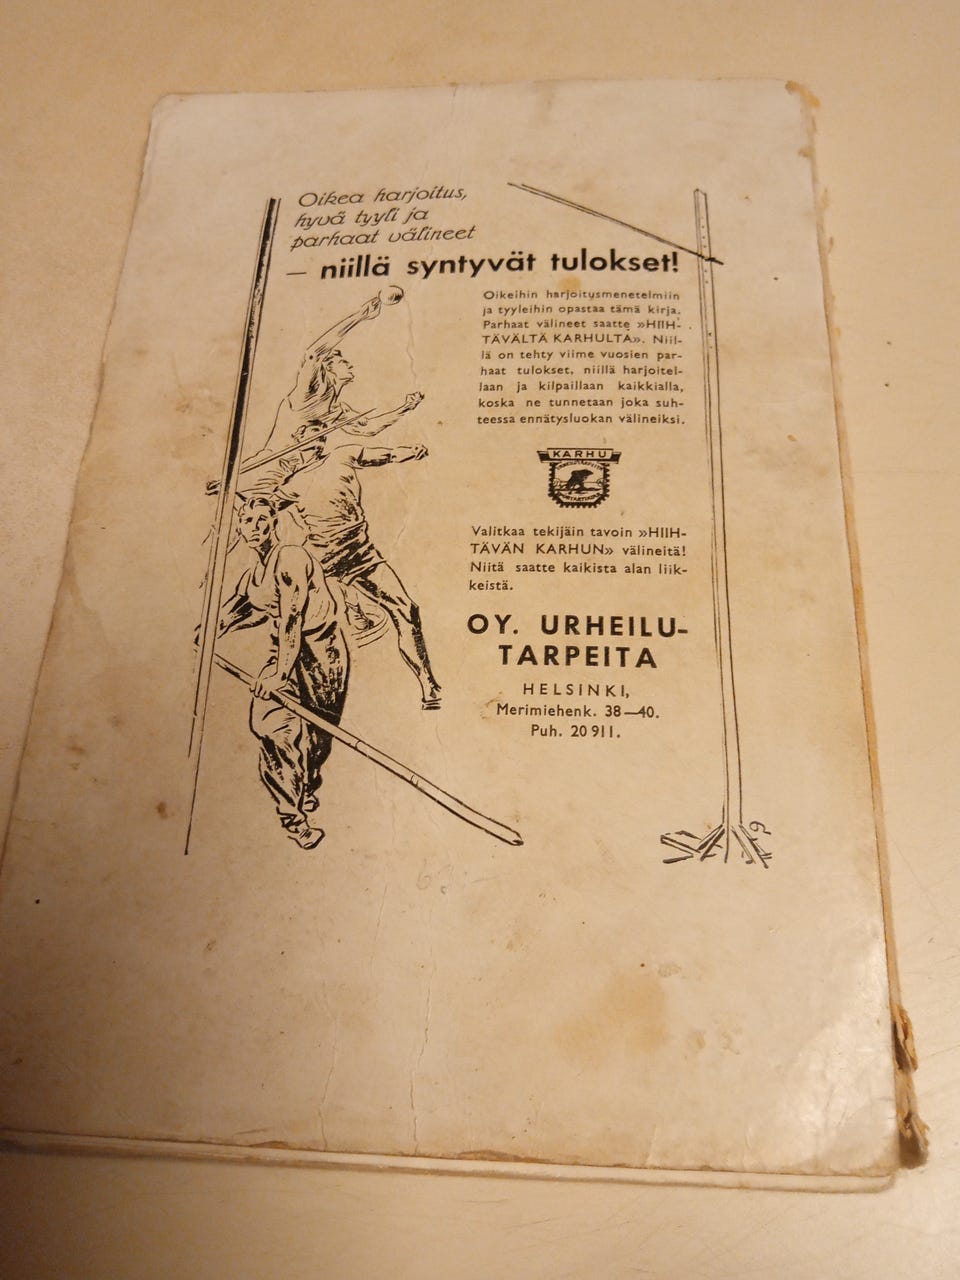 Oikea harjoitus,
hyvä tyyli ja
parhaat välineet
— niillä syntyvät tulokset!
Oikeihin harjoitusmenetelmiin
ja tyyleihin opastaa tämä kirja.
Parhaat välineet saatte »HIIH-
TÄVÄLTÄ KARHULTA». Niil-
lä on tehty viime vuosien par-
haat tulokset, niillä harjoitel-
laan ja kilpaillaan kaikkialla,
koska ne tunnetaan joka suh-
teessa ennätysluokan välineiksi.
KARHU
Valitkaa tekijäin tavoin »HIIH-
TÄVÄN KARHUN» välineitä!
Niitä saatte kaikista alan liik-
keistä.
OY. URHEILU-
TARPEITA
HELSINKI,
Merimiehenk. 38—40.
Puh. 20911.